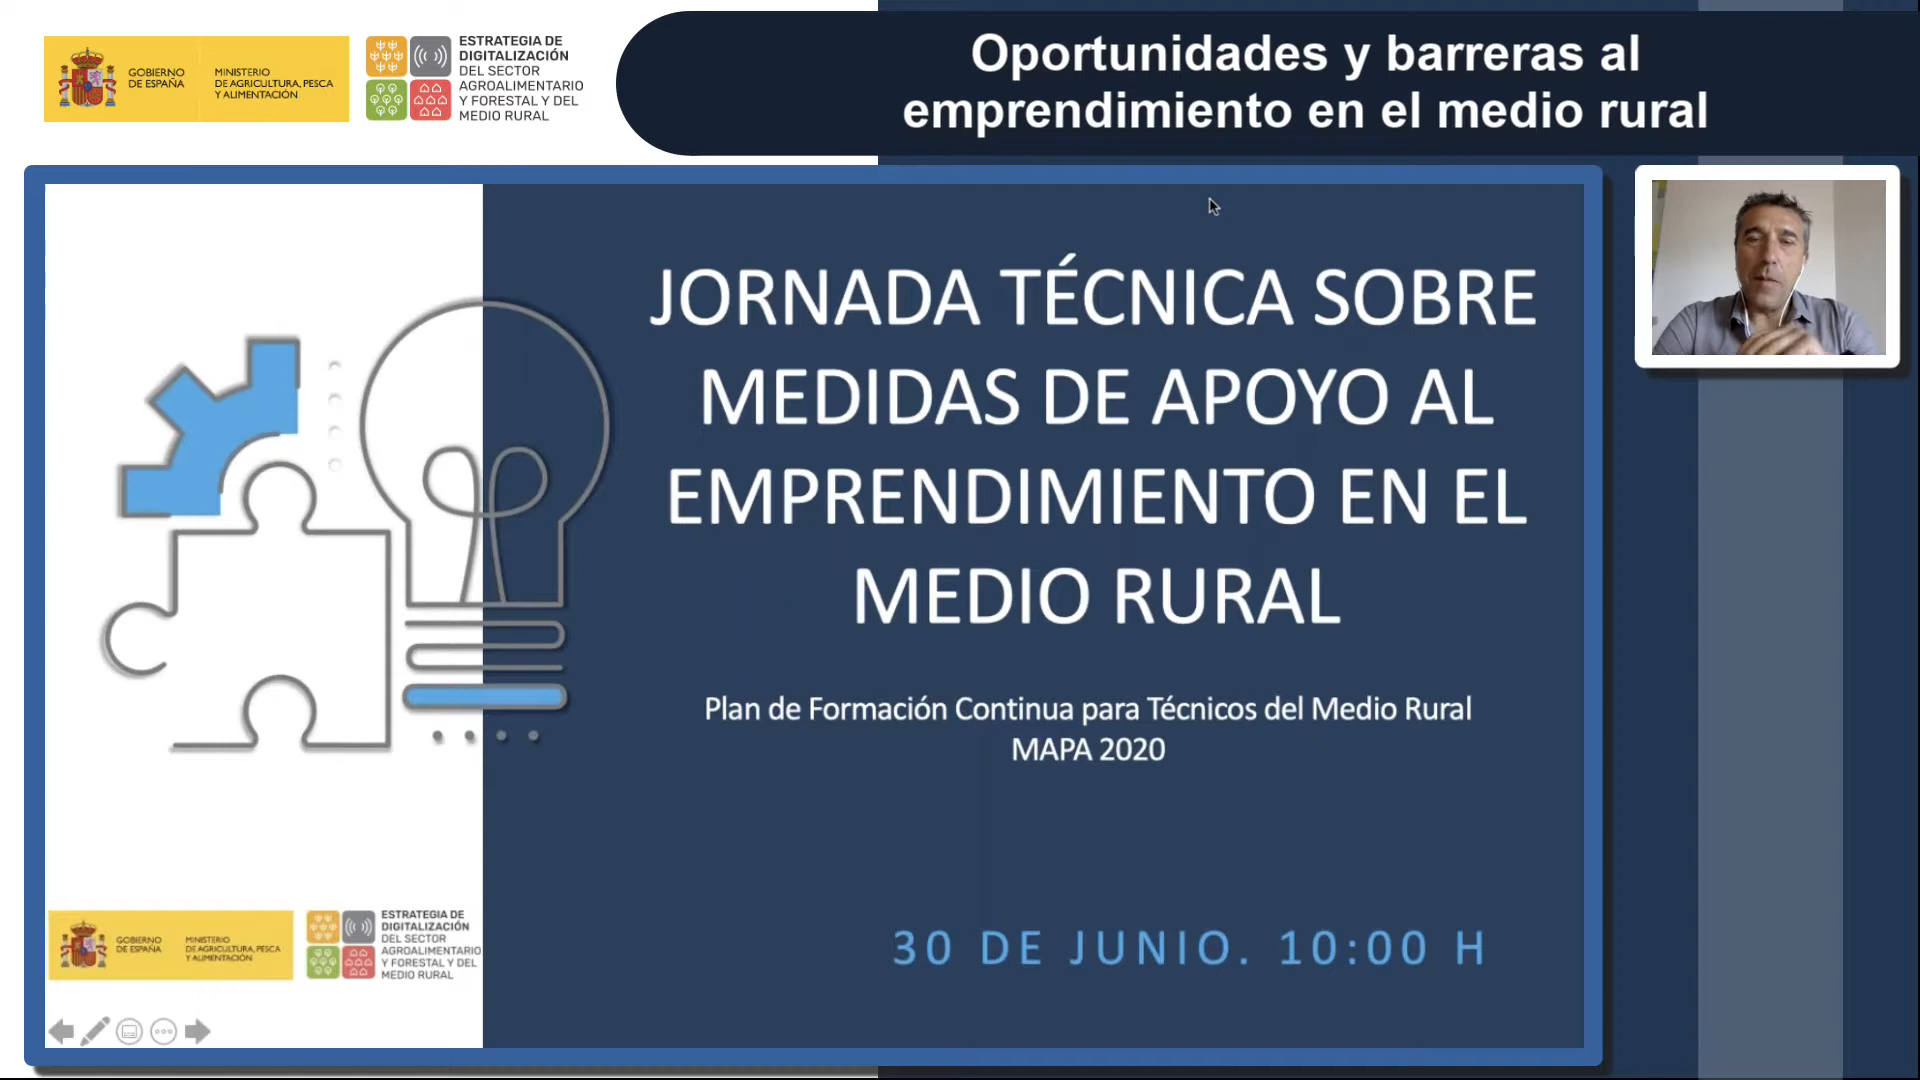 GOBIERNO
DE ESPAÑA
MINISTERIO
DE AGRICULTURA, PESCA
Y ALIMENTACIÓN
ESTRATEGIA DE
DIGITALIZACIÓN
DEL SECTOR
AGROALIMENTARIO
Y FORESTAL Y DEL
MEDIO RURAL
Oportunidades y barreras al
emprendimiento en el medio rural
JORNADA TÉCNICA SOBRE
MEDIDAS DE APOYO AL
EMPRENDIMIENTO EN EL
MEDIO RURAL
Plan de Formación Continua para Técnicos del Medio Rural
MAPA 2020
30 DE JUNIO. 10:00 H
GOBIERNO
DE ESPAÑA
MINISTERIO
DE AGRICULTURA, PESCA
Y ALIMENTACIÓN
ESTRATEGIA DE
DIGITALIZACIÓN
DEL SECTOR
AGROALIMENTARIO
Y FORESTAL Y DEL
MEDIO RURAL